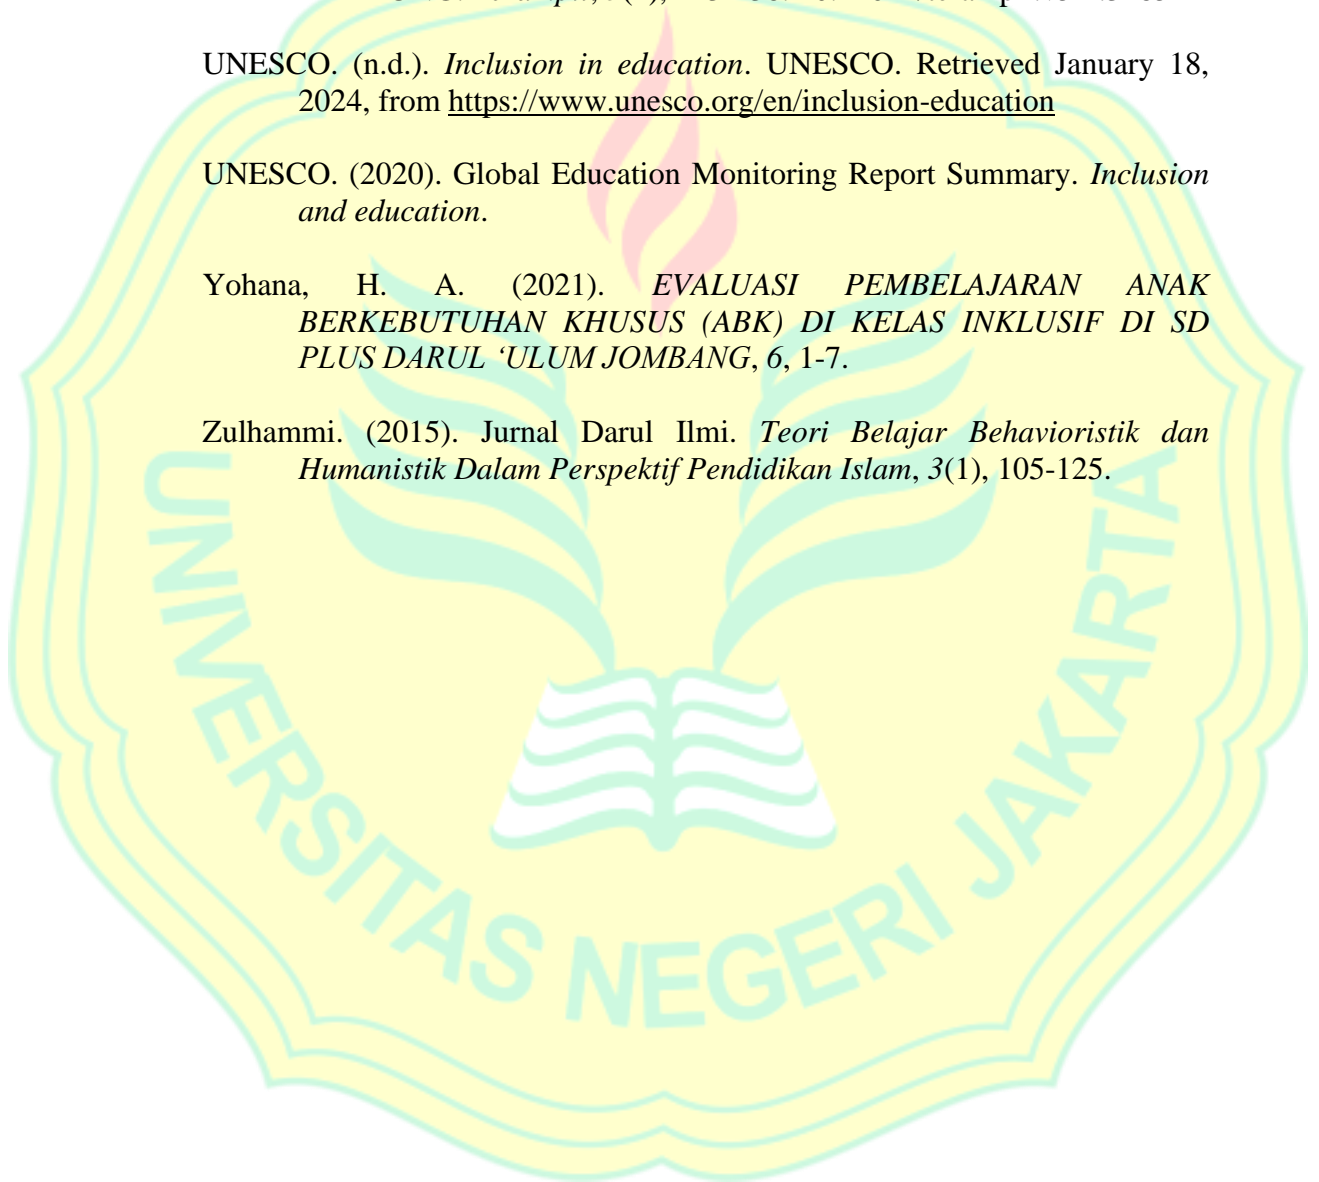 UNESCO. (n.d.). Inclusion in education. UNESCO. Retrieved January 18,
2024, from https://www.unesco.org/en/inclusion-education
UNESCO. (2020). Global Education Monitoring Report Summary. Inclusion
and education.
Yohana, H. A. (2021). EVALUASI PEMBELAJARAN ANAK
BERKEBUTUHAN KHUSUS (ABK) DI KELAS INKLUSIF DI SD
PLUS DARUL ‘ULUM JOMBANG, 6, 1-7.
Zulhammi. (2015). Jurnal Darul Ilmi. Teori Belajar Behavioristik dan
Humanistik Dalam Perspektif Pendidikan Islam, 3(1), 105-125.
UNIVERSITAS NEGERI JAKARTA